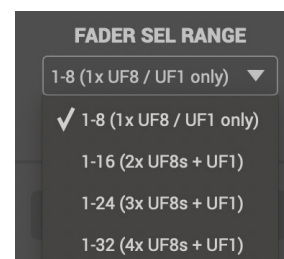 FADER SEL RANGE
1-8 (1x UF8 / UF1 only)
1-8 (1x UF8 / UF1 only)
1-16 (2x UF8s + UF1)
1-24 (3x UF8s + UF1)
1-32 (4x UF8s + UF1)